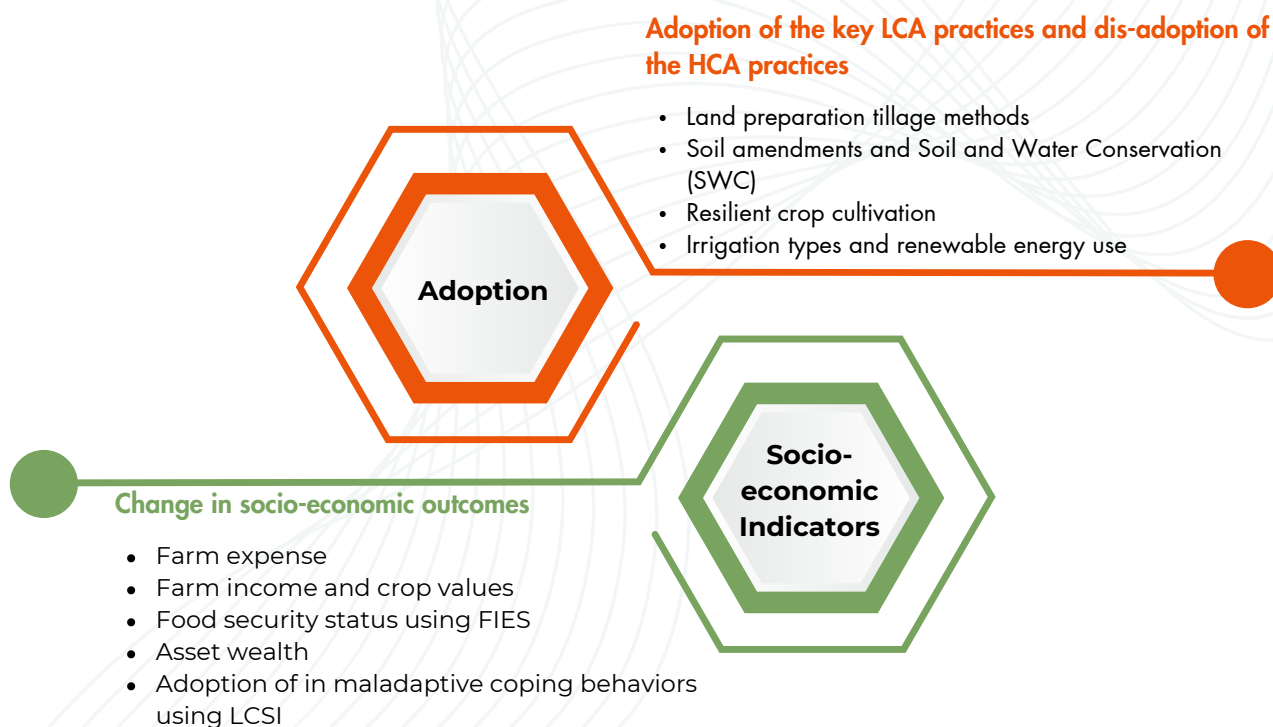 Adoption of the key LCA practices and dis-adoption of
the HCA practices
• Land preparation tillage methods
• Soil amendments and Soil and Water Conservation
(SWC)
• Resilient crop cultivation
• Irrigation types and renewable energy use
Adoption
Socio-
economic
Indicators
Change in socio-economic outcomes
• Farm expense
• Farm income and crop values
• Food security status using FIES
• Asset wealth
• Adoption of in maladaptive coping behaviors
using LCSI